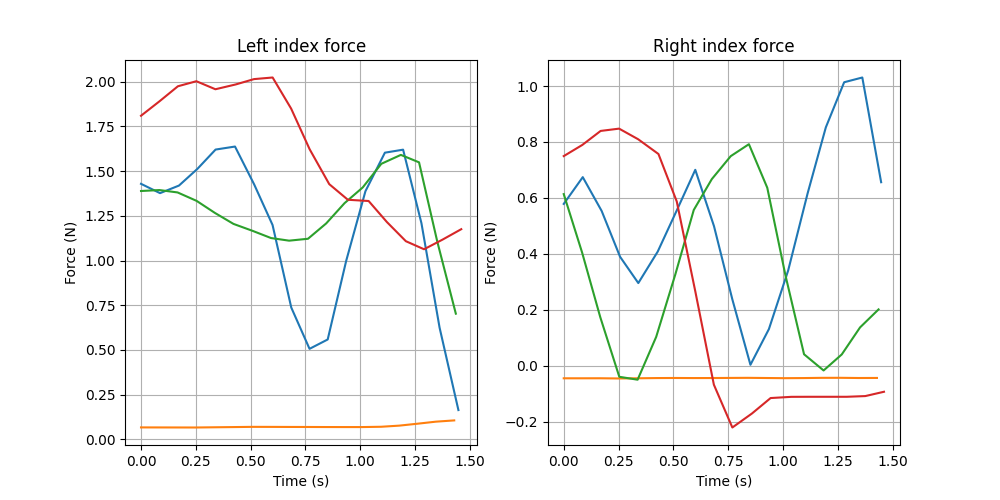 Left index force
Right index force
2.00
1.75
1.50
1.25
1.00
0.75
0.50
0.25
0.00
Force (N)
0.00 0.25 0.50 0.75 1.00 1.25 1.50
Time (s)
1.0
0.8
0.6
0.4
0.2
0.0
−0.2
Force (N)
0.00 0.25 0.50 0.75 1.00 1.25 1.50
Time (s)